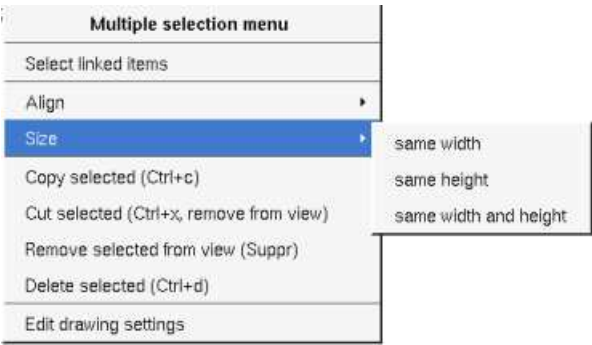 Multiple selection menu
Select linked items
Align
Size
same width
same height
same width and height
Copy selected (Ctrl+c)
Cut selected (Ctrl+x, remove from view)
Remove selected from view (Suppr)
Delete selected (Ctrl+d)
Edit drawing settings